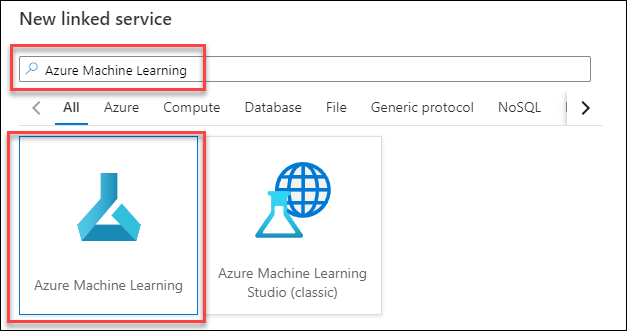 New linked service
Azure Machine Learning
All Azure Compute Database File Generic protocol NoSQL
Azure Machine Learning
Azure Machine Learning
Studio (classic)